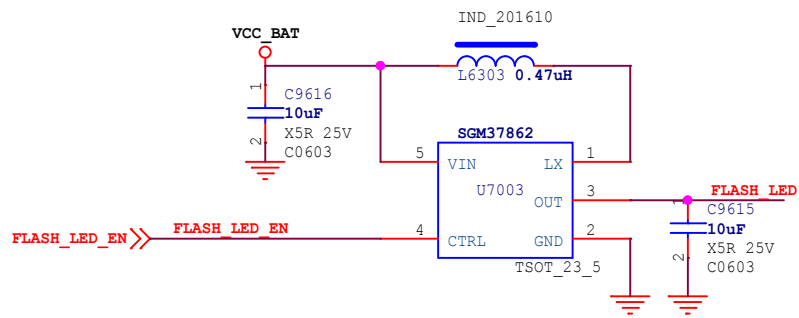 IND_201610
VCC_BAT
L6303 0.47uH
1
C9616
10uF
X5R 25V
C0603
2
SGM37862
5 VIN LX 1
U7003
OUT 3 FLASH_LED
FLASH_LED_EN FLASH_LED_EN 4 CTRL GND 2
TSOT_23_5
1
C9615
10uF
X5R 25V
C0603
2